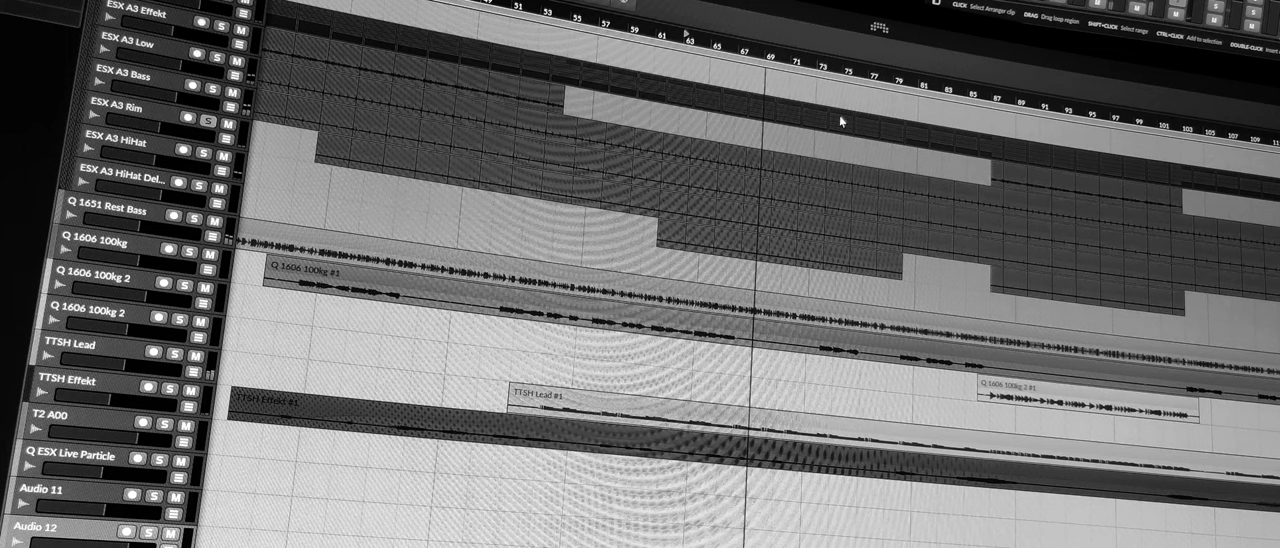 ESX A3 Effekt
S M
ESX A3 Low
S M
ESX A3 Bass
S M
ESX A3 Rim
S M
ESX A3 HiHat
S M
ESX A3 HiHat Del...
S M
Q 1651 Rest Bass
S M
Q 1606 100kg
S M
Q 1606 100kg 2
S M
Q 1606 100kg 2
S M
TTSH Lead
S M
TTSH Effekt
S M
T2 A00
S M
Q ESX Live Particle
S M
Audio 11
S M
Audio 12
S M
51 53 55 57 59 61 63 65 67 69 71 73 75 77 79 81 83 85 87 89 91 93 95 97 99 101 103 105 107 109
CLICK Select Arranger clip DRAG Drag loop region SHIFT+CLICK Select range CTRL+CLICK Add to selection DOUBLE-CLICK
Q 1606 100kg #1
Q 1606 100kg 2 #1
TTSH Lead #1
TTSH Effekt #1